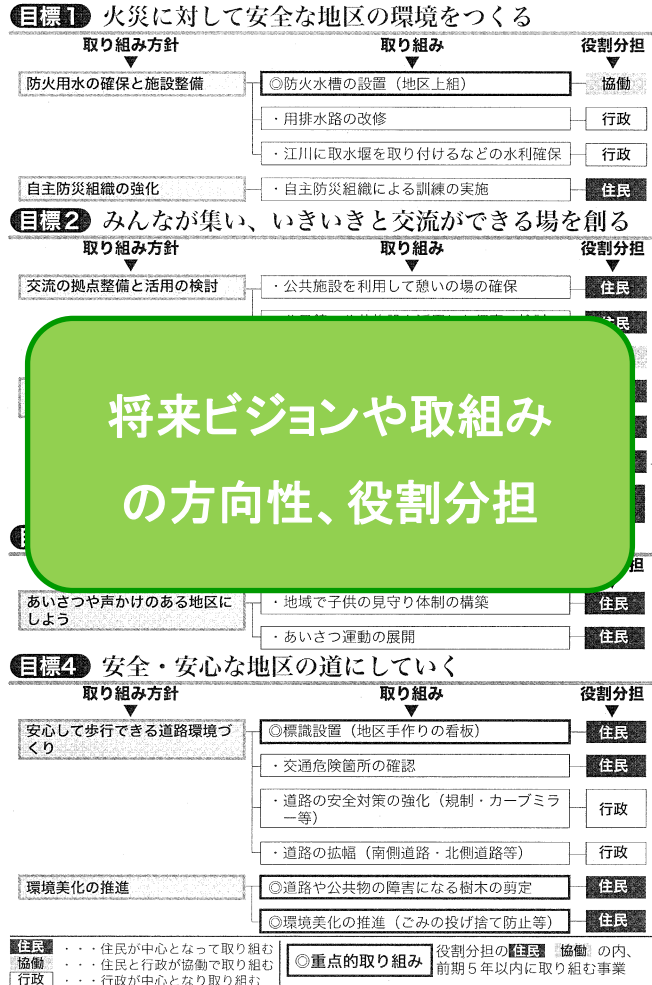 目標1 火災に対して安全な地区の環境をつくる
取り組み方針 取り組み 役割分担
防火用水の確保と施設整備 ◎防火水槽の設置（地区上組） 協働
・用排水路の改修 行政
・江川に取水堰を取り付けるなどの水利確保 行政
自主防災組織の強化 ・自主防災組織による訓練の実施 住民
目標2 みんなが集い、いきいきと交流ができる場を創る
取り組み方針 取り組み 役割分担
交流の拠点整備と活用の検討 ・公共施設を利用して憩いの場の確保 住民
将来ビジョンや取組み
の方向性、役割分担
あいさつや声かけのある地区に
しよう
・地域で子供の見守り体制の構築 住民
・あいさつ運動の展開 住民
目標4 安全・安心な地区の道にしていく
取り組み方針 取り組み 役割分担
安心して歩行できる道路環境づ
くり
◎標識設置（地区手作りの看板） 住民
・交通危険箇所の確認 住民
・道路の安全対策の強化（規制・カーブミラ
ー等） 行政
・道路の拡幅（南側道路・北側道路等） 行政
環境美化の推進 ◎道路や公共物の障害になる樹木の剪定 住民
◎環境美化の推進（ごみの投げ捨て防止等） 住民
住民 ・・・住民が中心となって取り組む
協働 ・・・住民と行政が協働で取り組む
行政 ・・・行政が中心となり取り組む
◎重点的取り組み
役割分担の 住民 協働 の内、
前期５年以内に取り組む事業